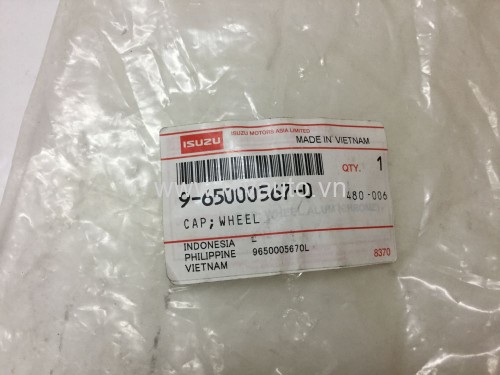 ISUZU
ISUZU MOTORS ASIA LIMITED
MADE IN VIETNAM
QTY. 1
9-65000567-0
480-006
CAP; WHEEL
INDONESIA L
PHILIPPINE 9650005670L
VIETNAM
8370